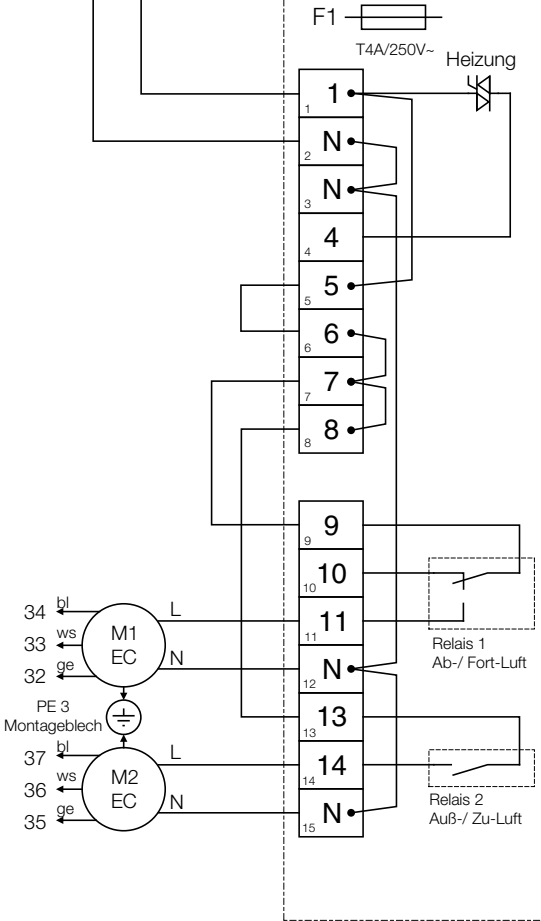 F1
T4A/250V~
Heizung
1
1
N
2
N
3
4
4
5
5
6
6
7
7
8
8
9
9
10
10
11
11
N
12
13
13
14
14
N
15
Relais 1
Ab-/ Fort-Luft
Relais 2
Auß-/ Zu-Luft
34 bl
33 ws
32 ge
M1
EC
L
N
PE 3
Montageblech
37 bl
36 ws
35 ge
M2
EC
L
N